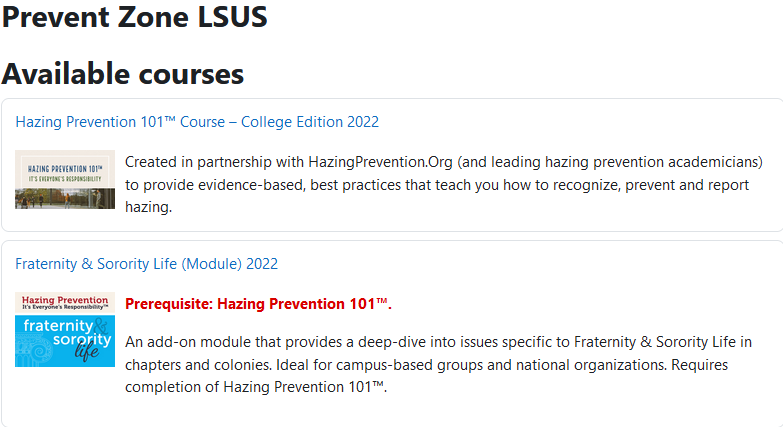 Prevent Zone LSUS
Available courses
Hazing Prevention 101™ Course – College Edition 2022
HAZING PREVENTION 101™
IT'S EVERYONE'S RESPONSIBILITY
Created in partnership with HazingPrevention.Org (and leading hazing prevention academicians)
to provide evidence-based, best practices that teach you how to recognize, prevent and report
hazing.
Fraternity & Sorority Life (Module) 2022
Hazing Prevention
It's Everyone's Responsibility™
fraternity &
sorority
life
Prerequisite: Hazing Prevention 101™.
An add-on module that provides a deep-dive into issues specific to Fraternity & Sorority Life in
chapters and colonies. Ideal for campus-based groups and national organizations. Requires
completion of Hazing Prevention 101™.